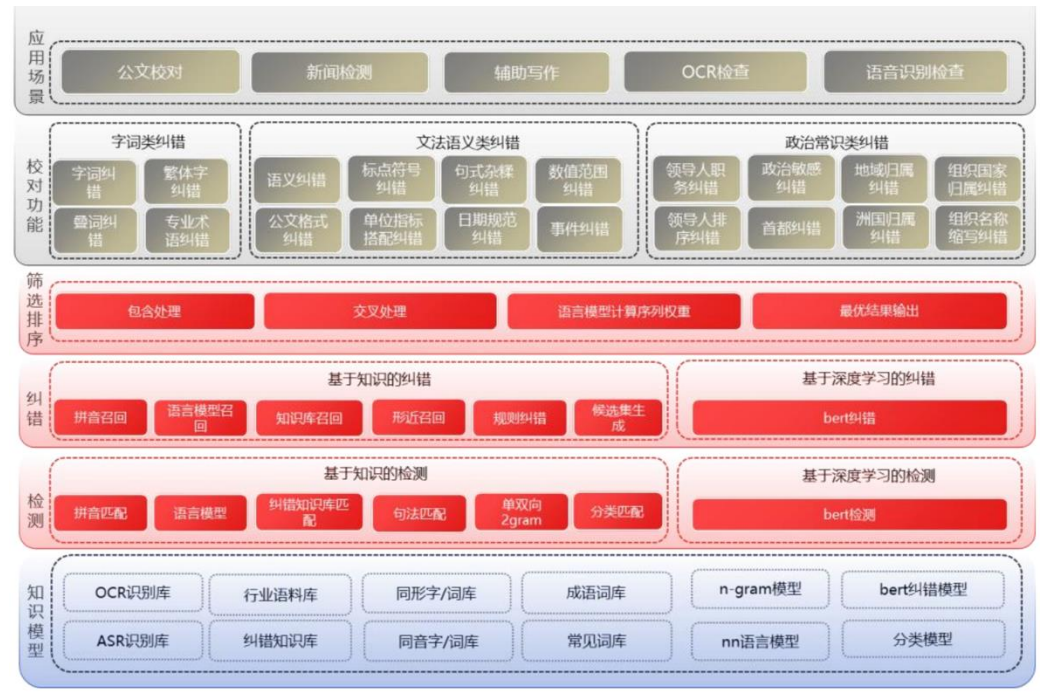 应用场景
公文校对
新闻检测
辅助写作
OCR检查
语音识别检查
校对功能
字词类纠错
字词纠
错
繁体字
纠错
叠词纠
错
专业术
语纠错
文法语义类纠错
语义纠错
标点符号
纠错
句式杂糅
纠错
数值范围
纠错
公文格式
纠错
单位指标
搭配纠错
日期规范
纠错
事件纠错
政治常识类纠错
领导人职
务纠错
政治敏感
纠错
地域归属
纠错
组织国家
归属纠错
领导人排
序纠错
首都纠错
洲国归属
纠错
组织名称
缩写纠错
筛选排序
包含处理
交叉处理
语言模型计算序列权重
最优结果输出
纠错
基于知识的纠错
拼音召回
语言模型召
回
知识库召回
形近召回
规则纠错
候选集生
成
基于深度学习的纠错
bert纠错
检测
基于知识的检测
拼音匹配
语言模型
纠错知识库匹
配
句法匹配
单双向
2gram
分类匹配
基于深度学习的检测
bert检测
知识模型
OCR识别库
行业语料库
同形字/词库
成语词库
n-gram模型
bert纠错模型
ASR识别库
纠错知识库
同音字/词库
常见词库
nn语言模型
分类模型